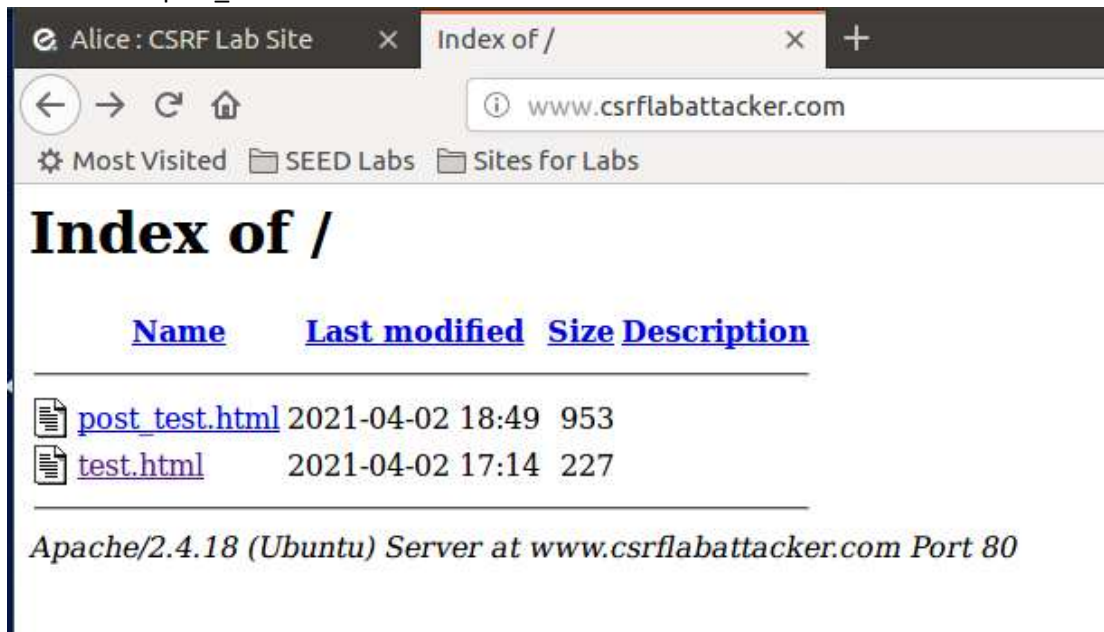 Alice : CSRF Lab Site × Index of / × +
www.csrflabattacker.com
Most Visited SEED Labs Sites for Labs
Index of /
Name Last modified Size Description
post_test.html 2021-04-02 18:49 953
test.html 2021-04-02 17:14 227
Apache/2.4.18 (Ubuntu) Server at www.csrflabattacker.com Port 80